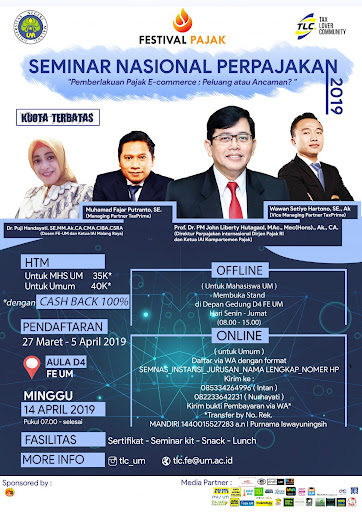 FESTIVAL PAJAK
TLC
TAX
LOVER
COMMUNITY
SEMINAR NASIONAL PERPAJAKAN
2019
"Pemberlakuan Pajak E-commerce : Peluang atau Ancaman? "
KUOTA TERBATAS
Muhamad Fajar Putranto, SE.
(Managing Partner TaxPrime)
Wawan Setiyo Hartono, SE., Ak
(Vice Managing Partner TaxPrime)
Dr. Puji Handayati, SE.MM.Ak.CA.CMA.CIBA.CSRA
(Dosen FE-UM dan Ketua IAI Malang Raya)
Prof. Dr. PM John Liberty Hutagaol, MAc., Mec(Hons)., Ak., CA.
(Direktur Perpajakan Internasional Dirjen Pajak RI
dan Ketua IAI Kompartemen Pajak)
HTM
Untuk MHS UM 35K*
Untuk Umum 40K*
*dengan CASH BACK 100%
PENDAFTARAN
27 Maret - 5 April 2019
AULA D4
FE UM
MINGGU
14 APRIL 2019
Pukul 07.00 - selesai
OFFLINE
( Untuk Mahasiswa UM )
Membuka Stand
di Depan Gedung D4 FE UM
Hari Senin - Jumat
(08.00 - 15.00)
ONLINE
( untuk Umum )
Daftar via WA dengan format
SEMNAS_INSTANSI_JURUSAN_NAMA LENGKAP_NOMER HP
Kirim ke :
085334264996 ( Intan )
082233642231 ( Nushayati )
Kirim bukti Pembayaran via WA*
*Transfer by No. Rek.
MANDIRI 1440015527283 a.n I Purnama Iswayuningsih
FASILITAS
Sertifikat - Seminar kit - Snack - Lunch
MORE INFO
tlc_um
tlc.fe@um.ac.id
Sponsored by :
Media Partner :